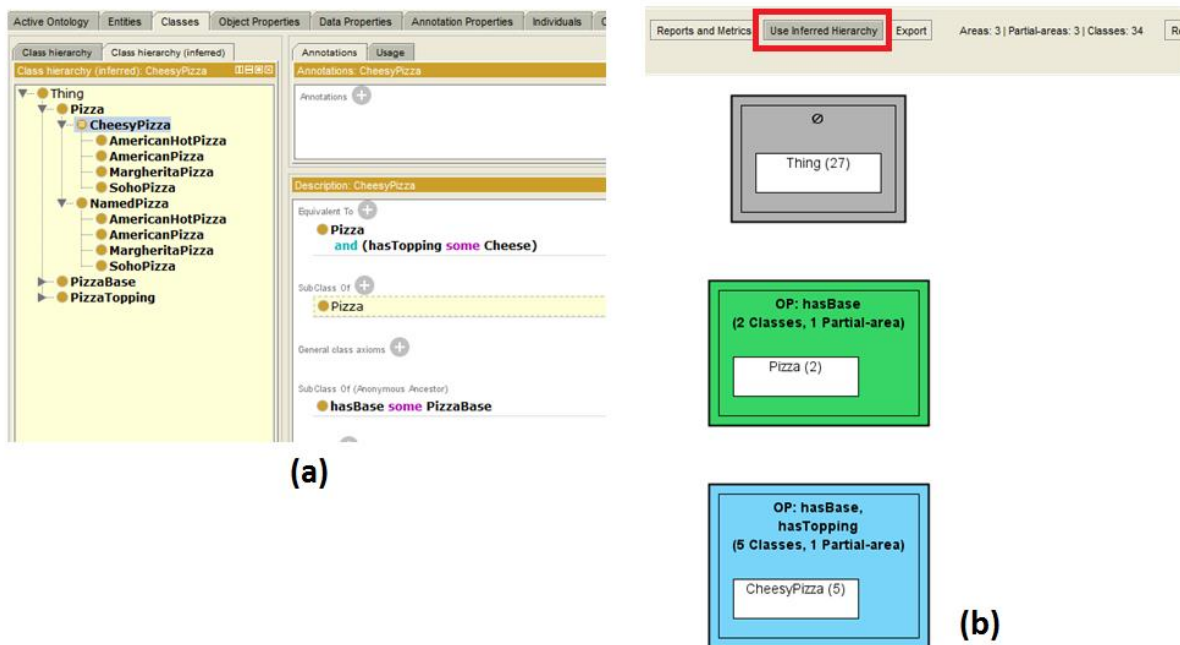 Active Ontology Entities Classes Object Properties Data Properties Annotation Properties Individuals
Class hierarchy Class hierarchy (inferred)
Class hierarchy (inferred): CheesyPizza
Thing
Pizza
CheesyPizza
AmericanHotPizza
AmericanPizza
MargheritaPizza
SohoPizza
NamedPizza
AmericanHotPizza
AmericanPizza
MargheritaPizza
SohoPizza
PizzaBase
PizzaTopping
Annotations Usage
Annotations: CheesyPizza
Annotations
Description: CheesyPizza
Equivalent To
Pizza
and (hasTopping some Cheese)
SubClass Of
Pizza
General class axioms
SubClass Of (Anonymous Ancestor)
hasBase some PizzaBase
(a)
Reports and Metrics Use Inferred Hierarchy Export Areas: 3 | Partial-areas: 3 | Classes: 34
∅
Thing (27)
OP: hasBase
(2 Classes, 1 Partial-area)
Pizza (2)
OP: hasBase,
hasTopping
(5 Classes, 1 Partial-area)
CheesyPizza (5)
(b)